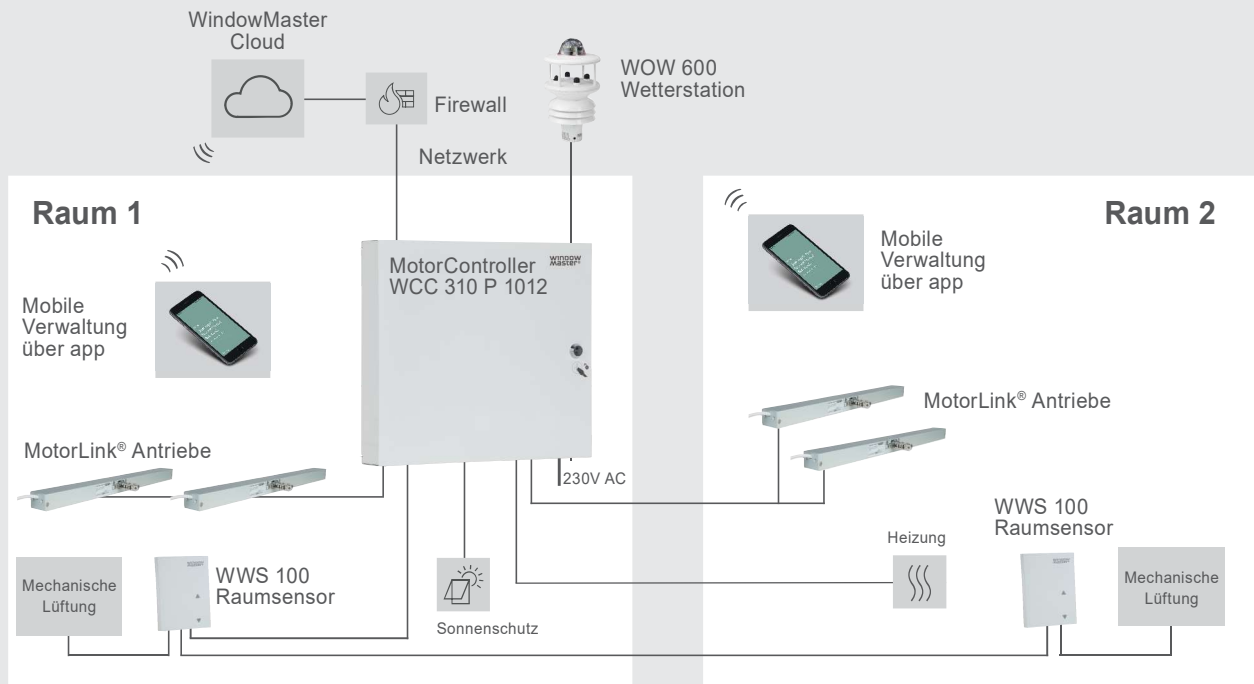 WindowMaster
Cloud
Firewall
Netzwerk
WOW 600
Wetterstation
Raum 1
Mobile
Verwaltung
über app
MotorController
WCC 310 P 1012
WINDOW
Master®
MotorLink® Antriebe
230V AC
Mechanische
Lüftung
WWS 100
Raumsensor
Sonnenschutz
Raum 2
Mobile
Verwaltung
über app
MotorLink® Antriebe
Heizung
WWS 100
Raumsensor
Mechanische
Lüftung